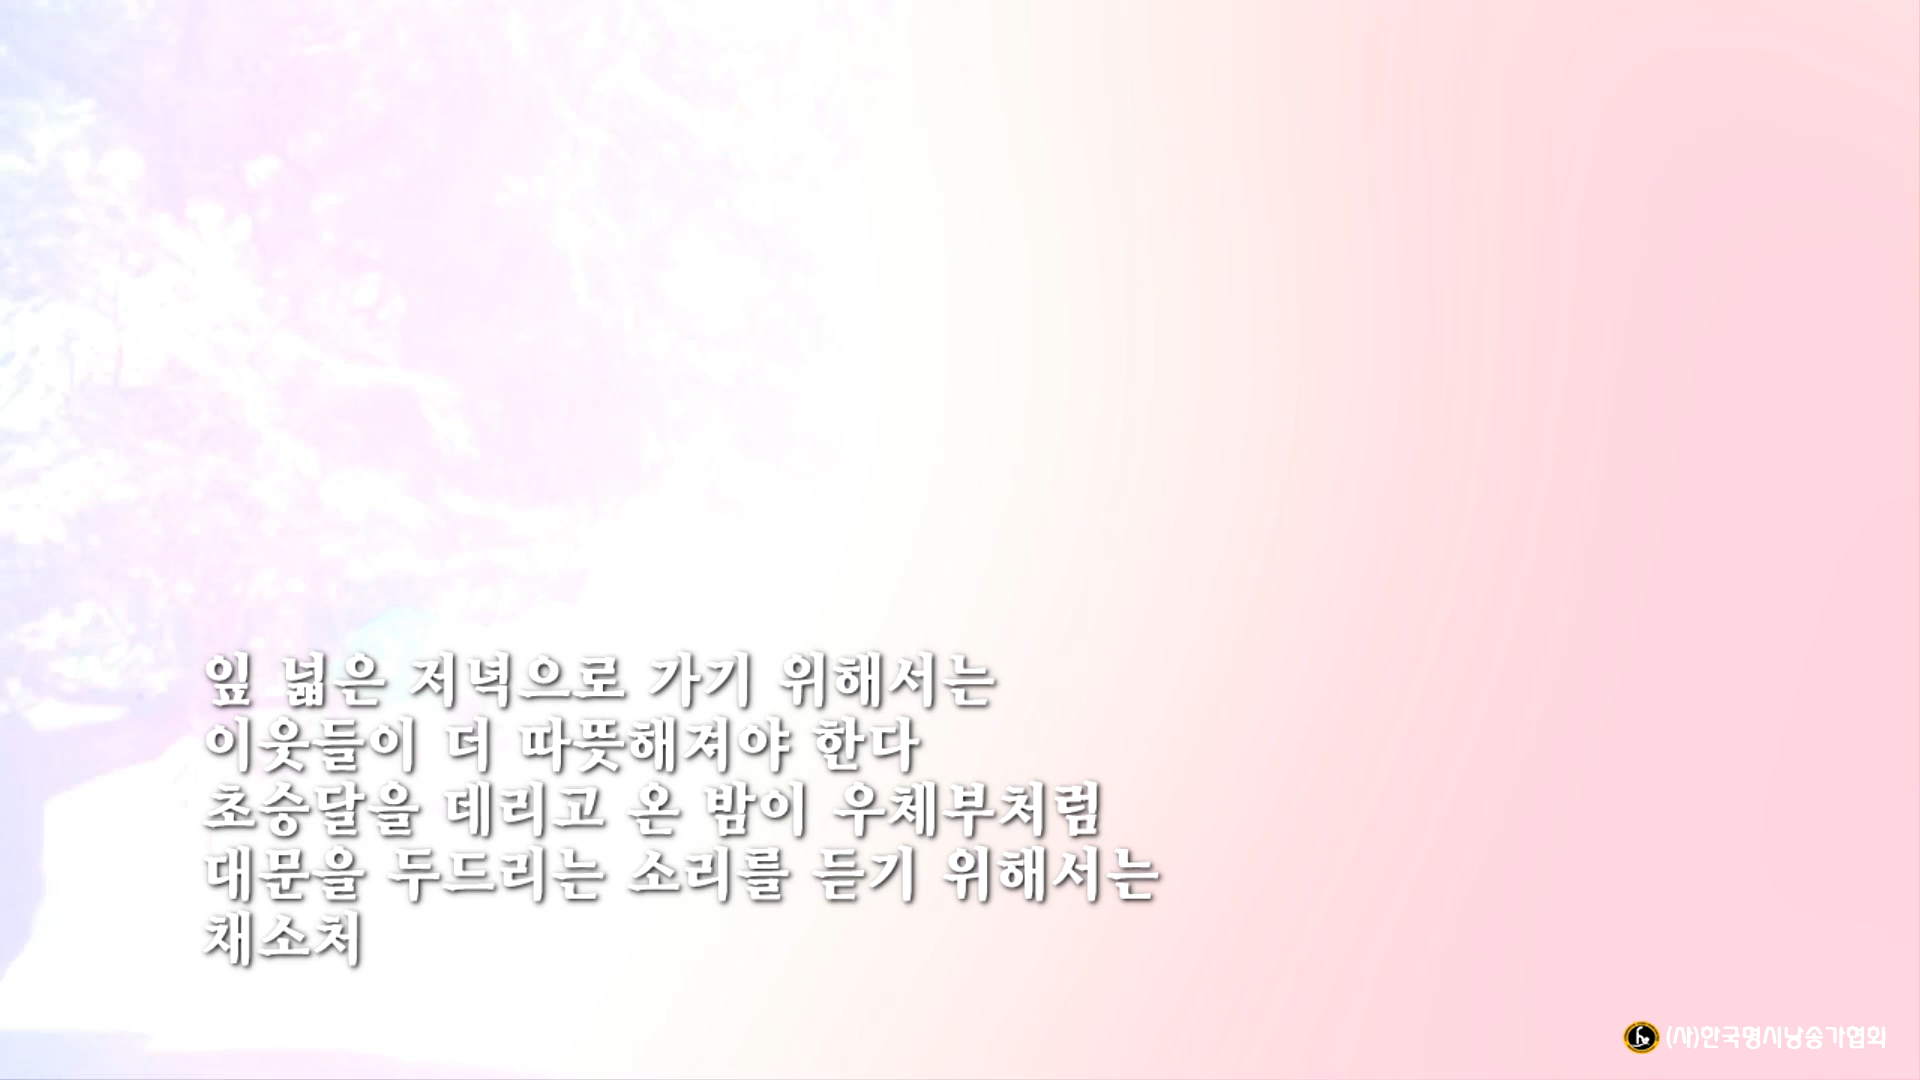 잎 넓은 저녁으로 가기 위해서는
이웃들이 더 따뜻해져야 한다
초승달을 데리고 온 밤이 우체부처럼
대문을 두드리는 소리를 듣기 위해서는
채소처
(사)한국명시낭송가협회